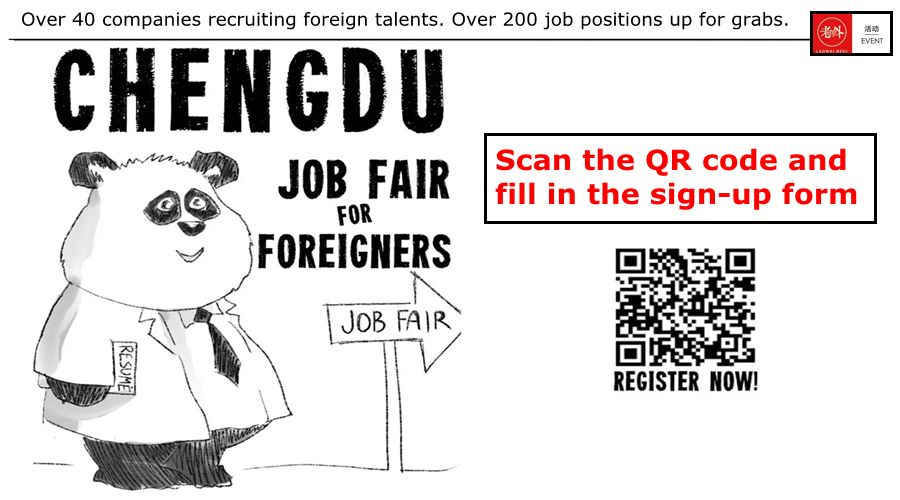 Over 40 companies recruiting foreign talents. Over 200 job positions up for grabs.
老外
LAOWAI HERE
活动
EVENT
CHENGDU
JOB FAIR
FOR
FOREIGNERS
Scan the QR code and
fill in the sign-up form
JOB FAIR
RESUME
REGISTER NOW!